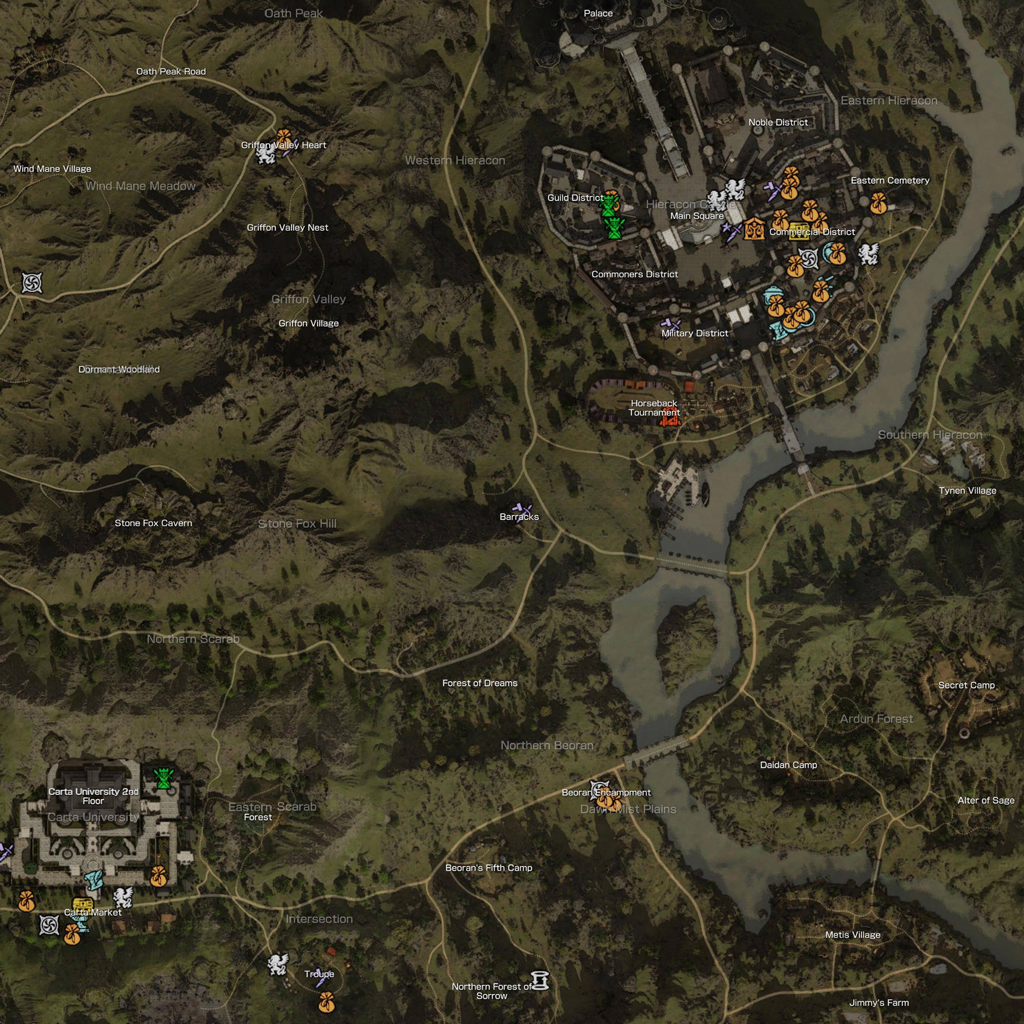 Oath Peak
Palace
Oath Peak Road
Eastern Hieracon
Noble District
Griffon Valley Heart
Western Hieracon
Wind Mane Village
Wind Mane Meadow
Eastern Cemetery
Guild District
Main Square
Commercial District
Griffon Valley Nest
Commoners District
Griffon Valley
Griffon Village
Military District
Dormant Woodland
Horseback
Tournament
Southern Hieracon
Tynen Village
Stone Fox Cavern
Stone Fox Hill
Barracks
Northern Scarab
Forest of Dreams
Secret Camp
Ardun Forest
Northern Beoran
Daidan Camp
Carta University 2nd
Floor
Beoran Encampment
Alter of Sage
Carta University
Eastern Scarab
Forest
Dawn Mist Plains
Beoran's Fifth Camp
Carta Market
Intersection
Metis Village
Troupe
Northern Forest of
Sorrow
Jimmy's Farm